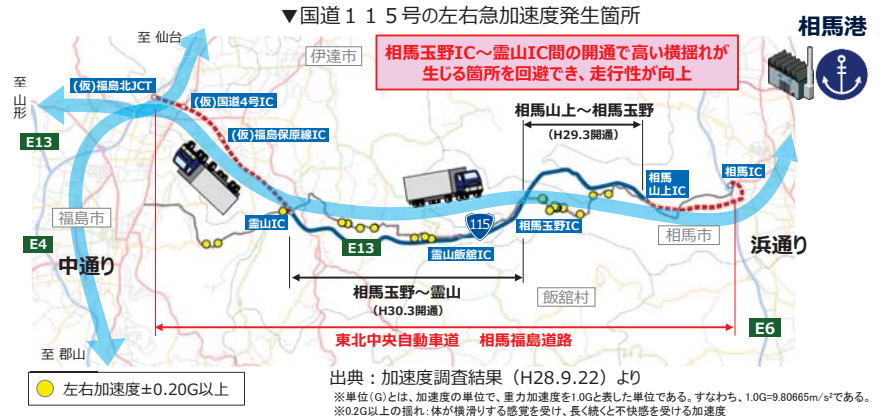 ▼国道１１５号の左右急加速度発生箇所
相馬港
至 仙台
伊達市
相馬玉野IC～霊山IC間の開通で高い横揺れが
生じる箇所を回避でき、走行性が向上
至 山形
(仮)福島北JCT
(仮)国道4号IC
(仮)福島保原線IC
E13
相馬山上～相馬玉野
(H29.3開通)
相馬
山上IC
相馬IC
福島市
霊山IC
115
相馬玉野IC
相馬市
E4
E13
霊山飯舘IC
中通り
浜通り
相馬玉野～霊山
(H30.3開通)
飯舘村
東北中央自動車道　相馬福島道路
E6
至 郡山
左右加速度±0.20G以上
出典：加速度調査結果（H28.9.22）より
※単位（G）とは、加速度の単位で、重力加速度を1.0Gと表した単位である。すなわち、1.0G=9.80665m/s²である。
※0.2G以上の揺れ：体が横滑りする感覚を受け、長く続くと不快感を受ける加速度